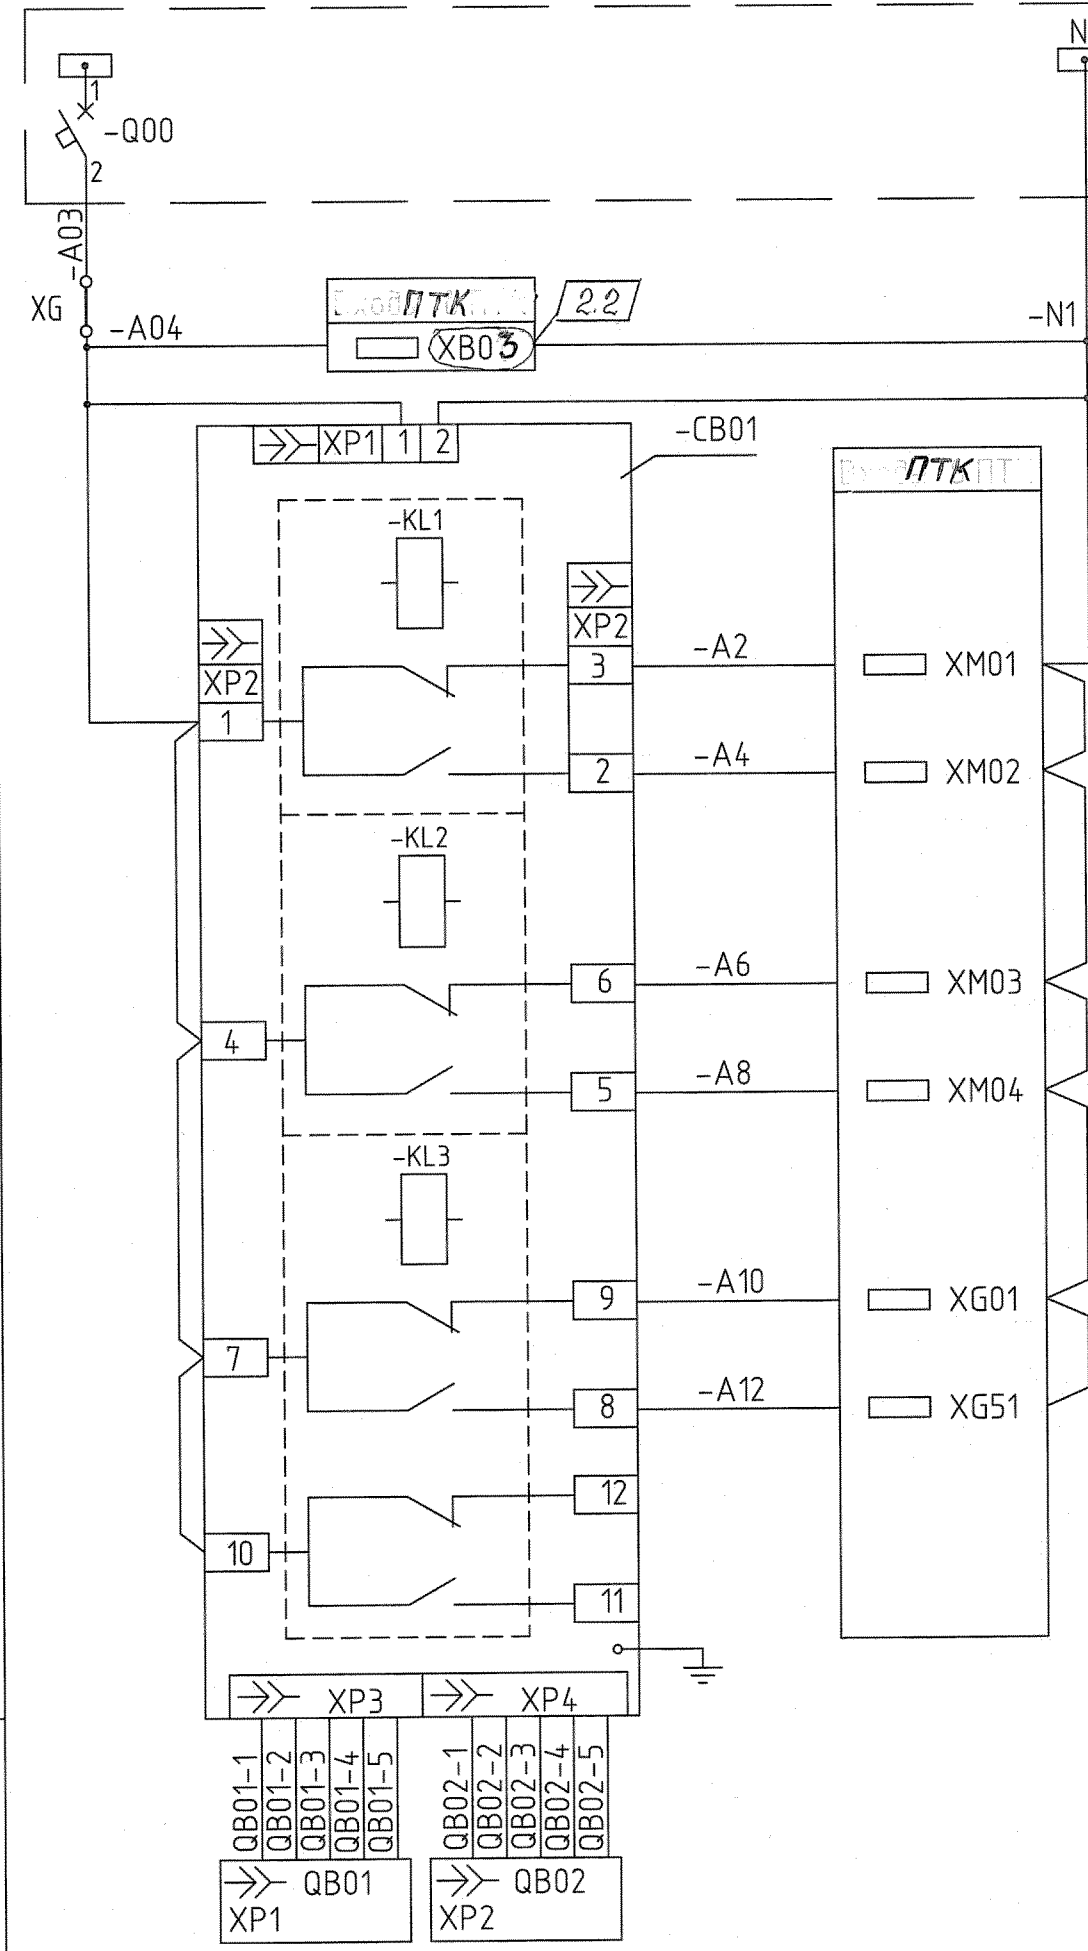 N
1
-Q00
2
-A03
XG
-A04
ПТК
XB03
2.2
-N1
XP1 1 2
-CB01
ПТК
-KL1
XP2
XP2
3
-A2
XM01
1
2
-A4
XM02
-KL2
6
-A6
XM03
4
5
-A8
XM04
-KL3
9
-A10
XG01
7
8
-A12
XG51
12
10
11
XP3 XP4
QB01-1
QB01-2
QB01-3
QB01-4
QB01-5
QB02-1
QB02-2
QB02-3
QB02-4
QB02-5
QB01
XP1
QB02
XP2